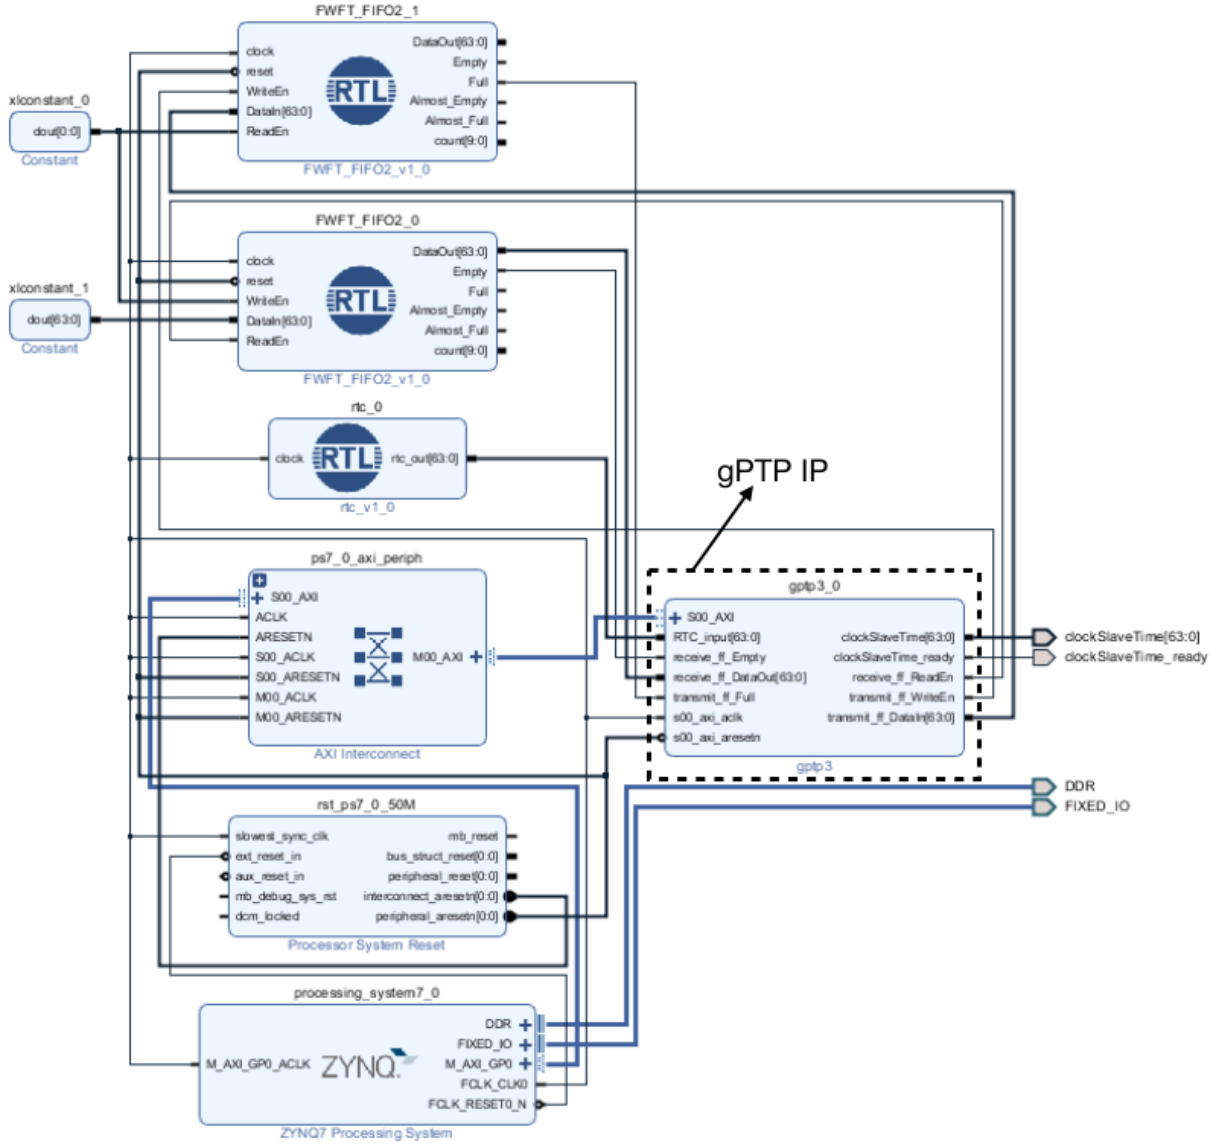 FWFT_FIFO2_1
clock
reset
WriteEn
DataIn[63:0]
ReadEn
RTL
DataOut[63:0]
Empty
Full
Almost_Empty
Almost_Full
count[9:0]
FWFT_FIFO2_v1_0
xlconstant_0
dout[0:0]
Constant
FWFT_FIFO2_0
clock
reset
WriteEn
DataIn[63:0]
ReadEn
RTL
DataOut[63:0]
Empty
Full
Almost_Empty
Almost_Full
count[9:0]
FWFT_FIFO2_v1_0
xlconstant_1
dout[63:0]
Constant
rtc_0
clock
RTL
rtc_out[63:0]
rtc_v1_0
gPTP IP
ps7_0_axi_periph
S00_AXI
ACLK
ARESETN
S00_ACLK
S00_ARESETN
M00_ACLK
M00_ARESETN
M00_AXI
AXI Interconnect
gptp3_0
S00_AXI
RTC_input[63:0]
receive_ff_Empty
receive_ff_DataOut[63:0]
transmit_ff_Full
s00_axi_aclk
s00_axi_aresetn
clockSlaveTime[63:0]
clockSlaveTime_ready
receive_ff_ReadEn
transmit_ff_WriteEn
transmit_ff_DataIn[63:0]
gptp3
clockSlaveTime[63:0]
clockSlaveTime_ready
DDR
FIXED_IO
rst_ps7_0_50M
slowest_sync_clk
ext_reset_in
aux_reset_in
mb_debug_sys_rst
dcm_locked
mb_reset
bus_struct_reset[0:0]
peripheral_reset[0:0]
interconnect_aresetn[0:0]
peripheral_aresetn[0:0]
Processor System Reset
processing_system7_0
M_AXI_GP0_ACLK
ZYNQ.
DDR
FIXED_IO
M_AXI_GP0
FCLK_CLK0
FCLK_RESET0_N
ZYNQ7 Processing System